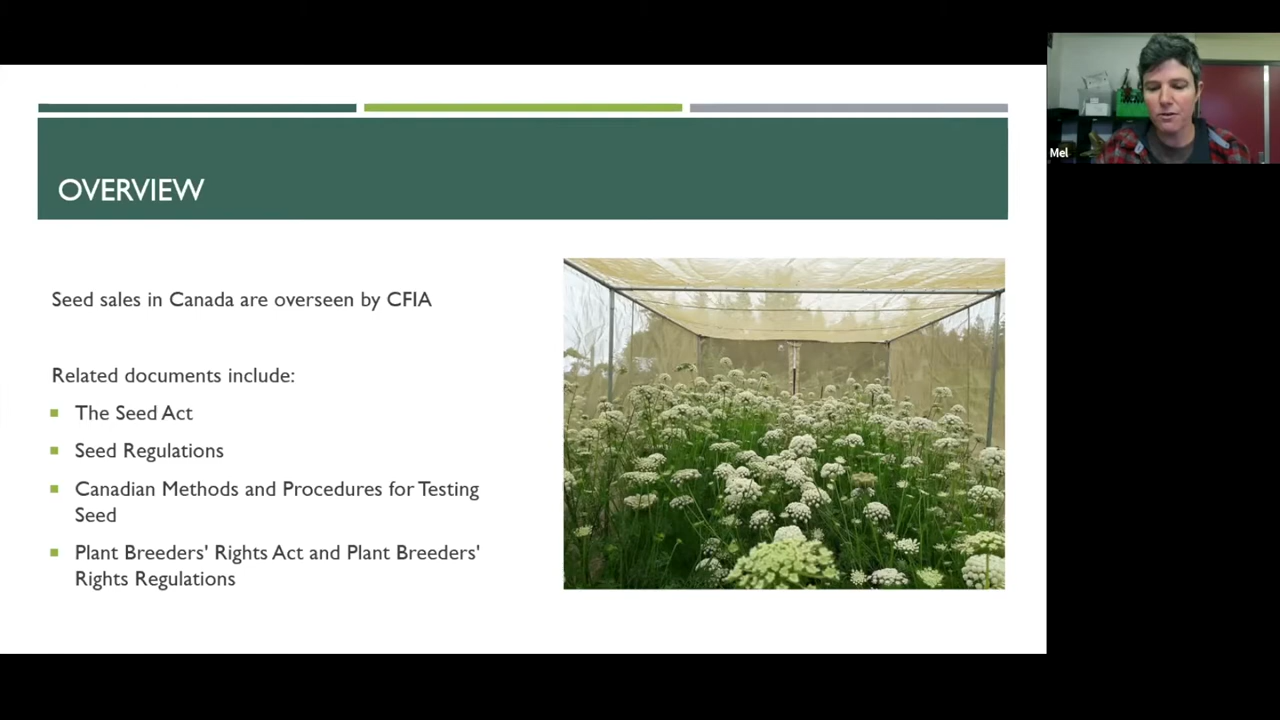 OVERVIEW
Seed sales in Canada are overseen by CFIA
Related documents include:
The Seed Act
Seed Regulations
Canadian Methods and Procedures for Testing
Seed
Plant Breeders' Rights Act and Plant Breeders'
Rights Regulations
Mel